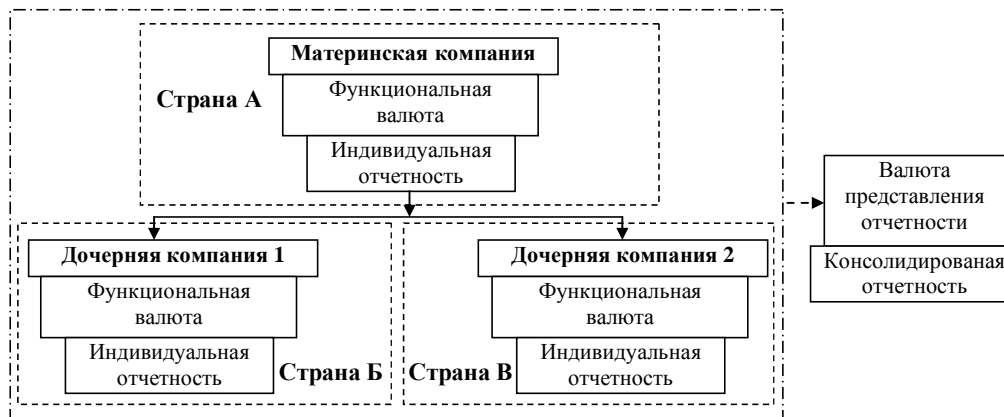 Материнская компания
Функциональная
валюта
Страна А
Индивидуальная
отчетность
Валюта
представления
отчетности
Консолидированая
отчетность
Дочерняя компания 1
Функциональная
валюта
Индивидуальная
отчетность
Страна Б
Дочерняя компания 2
Функциональная
валюта
Индивидуальная
отчетность
Страна В